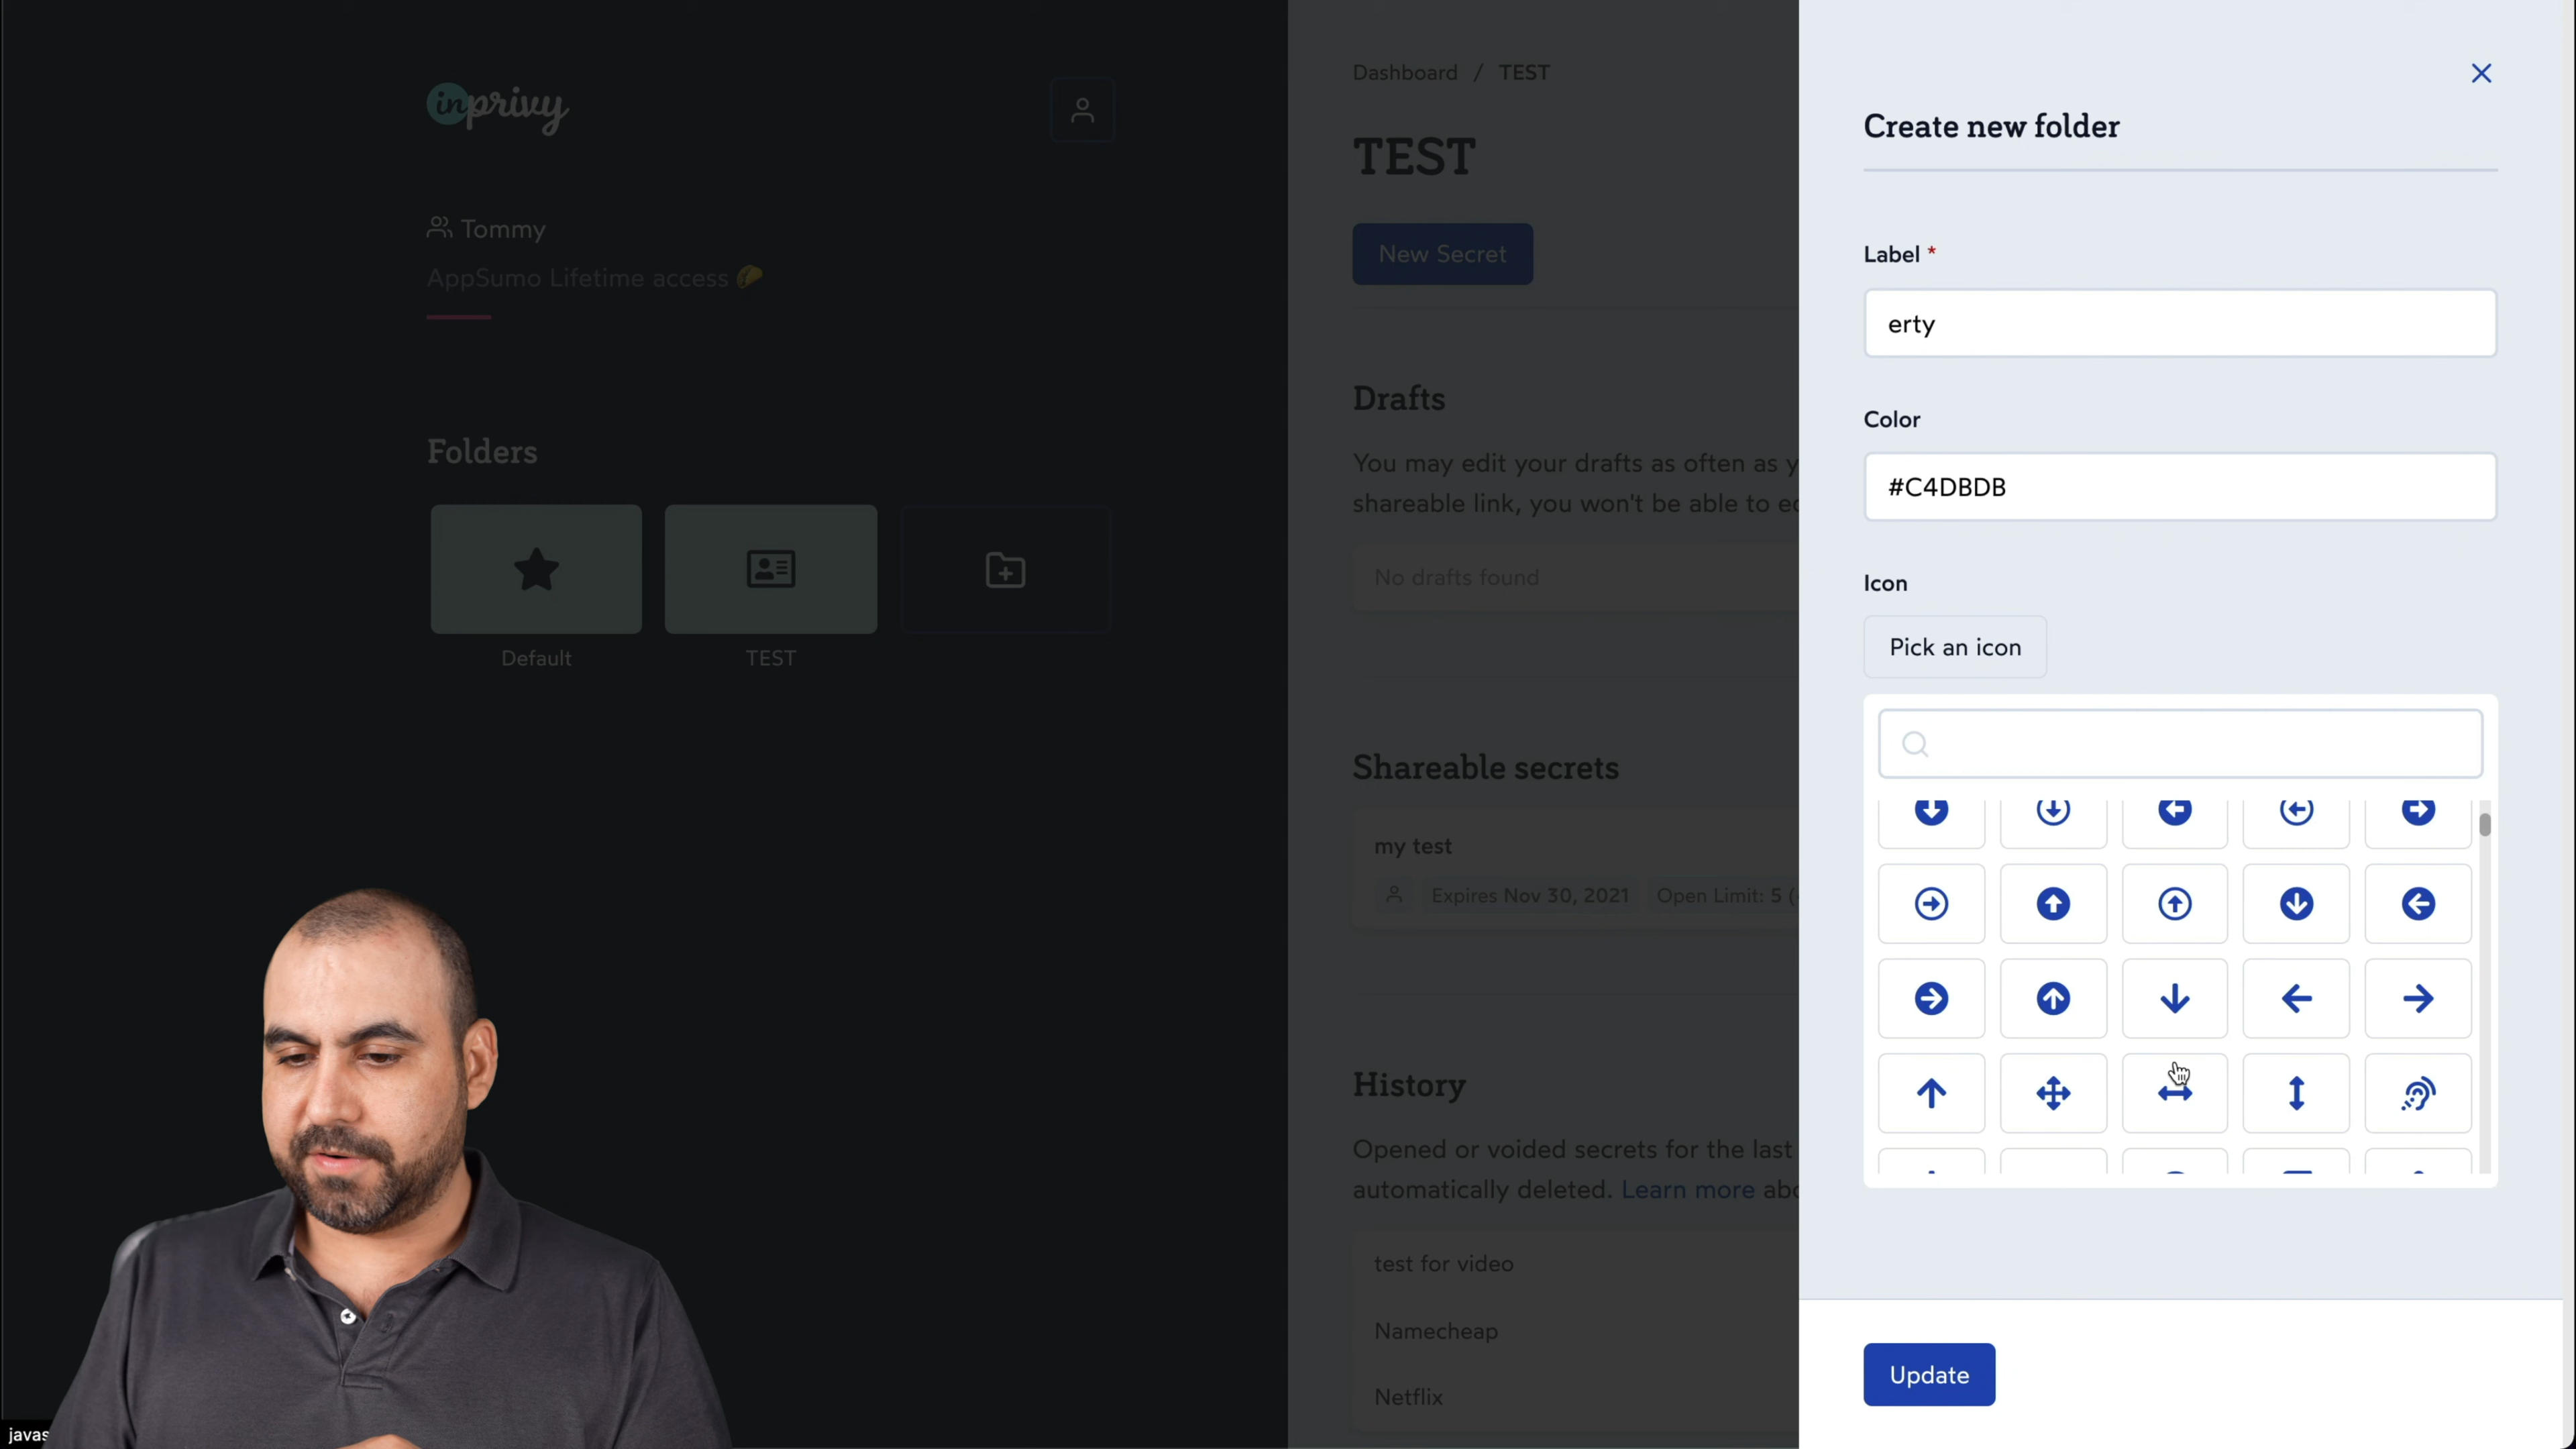 inprivy
Tommy
AppSumo Lifetime access
Folders
Default
TEST
Dashboard / TEST
TEST
New Secret
Drafts
You may edit your drafts as often as y
shareable link, you won't be able to ed
No drafts found
Shareable secrets
my test
Expires Nov 30, 2021
Open Limit: 5 (
History
Opened or voided secrets for the last
automatically deleted. Learn more abo
test for video
Namecheap
Netflix
Create new folder
Label *
erty
Color
#C4DBDB
Icon
Pick an icon
Update
javas